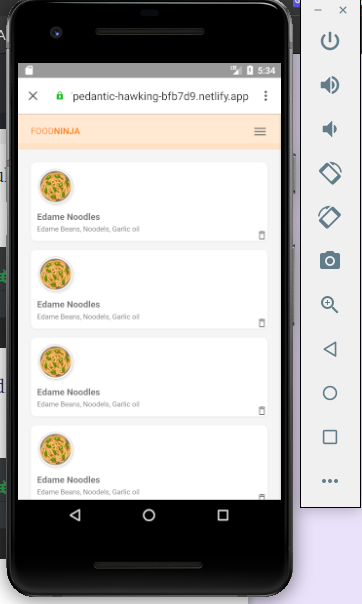 5:34
pedantic-hawking-bfb7d9.netlify.app
FOODNINJA
Edame Noodles
Edame Beans, Noodels, Garlic oil
Edame Noodles
Edame Beans, Noodels, Garlic oil
Edame Noodles
Edame Beans, Noodels, Garlic oil
Edame Noodles
Edame Beans, Noodels, Garlic oil